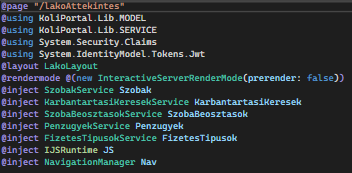 @page "/lakoAttekintes"
@using KoliPortal.Lib.MODEL
@using KoliPortal.Lib.SERVICE
@using System.Security.Claims
@using System.IdentityModel.Tokens.Jwt
@layout LakoLayout
@rendermode @(new InteractiveServerRenderMode(prerender: false))
@inject SzobakService Szobak
@inject KarbantartasiKeresekService KarbantartasiKeresek
@inject SzobaBeosztasokService SzobaBeosztasok
@inject PenzugyekService Penzugyek
@inject FizetesTipusokService FizetesTipusok
@inject IJSRuntime JS
@inject NavigationManager Nav